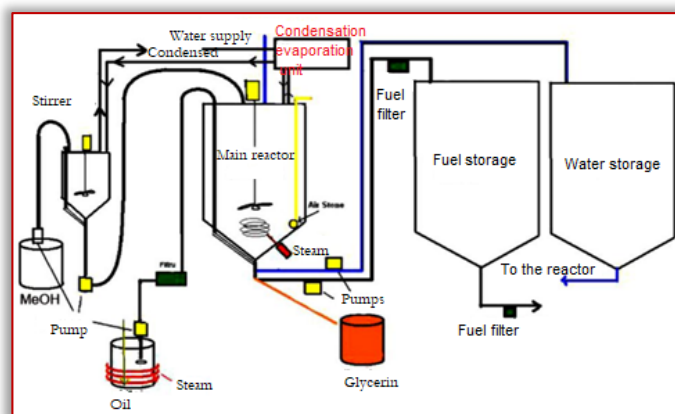 Water supply
Condensed
Condensation
evaporation
unit
Stirrer
Main reactor
Air Stone
Steam
Fuel
filter
Fuel storage
Water storage
To the reactor
MeOH
Pump
Filtru
Pumps
Fuel filter
Steam
Oil
Glycerin